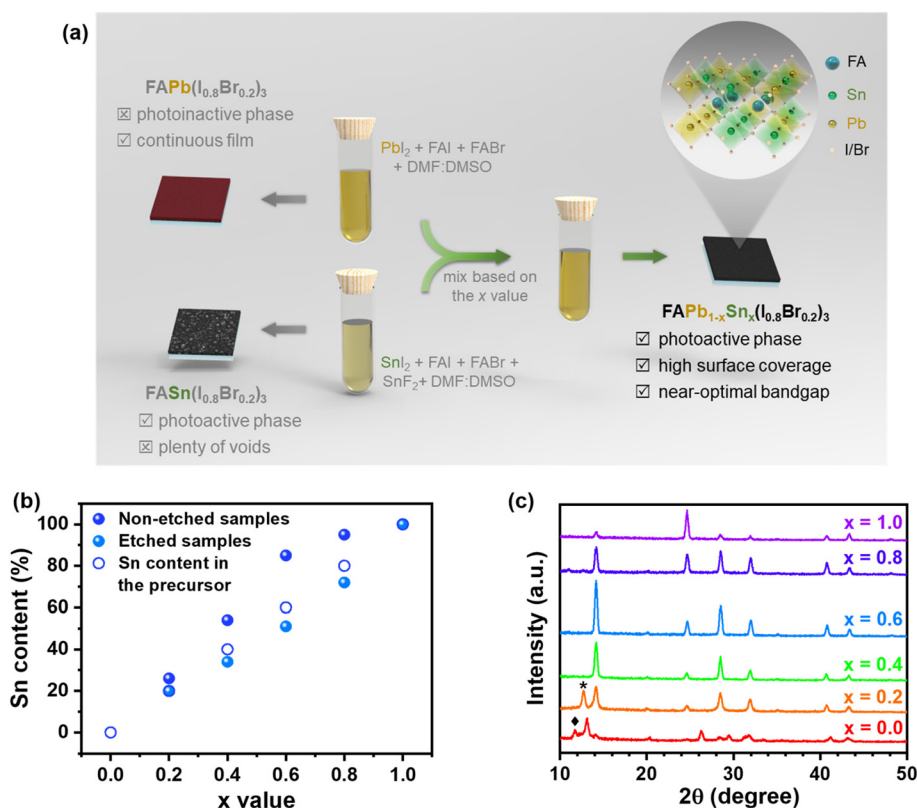 (a)
FAPb(I0.8Br0.2)3
☒ photoinactive phase
☑ continuous film
PbI2 + FAI + FABr
+ DMF:DMSO
FASn(I0.8Br0.2)3
☑ photoactive phase
☒ plenty of voids
SnI2 + FAI + FABr +
SnF2+ DMF:DMSO
mix based on
the x value
FA
Sn
Pb
I/Br
FAPb1-xSnx(I0.8Br0.2)3
☑ photoactive phase
☑ high surface coverage
☑ near-optimal bandgap
(b)
Sn content (%)
100
80
60
40
20
0
Non-etched samples
Etched samples
Sn content in
the precursor
0.0 0.2 0.4 0.6 0.8 1.0
x value
(c)
Intensity (a.u.)
x = 1.0
x = 0.8
x = 0.6
x = 0.4
* x = 0.2
♦ x = 0.0
10 20 30 40 50
2θ (degree)